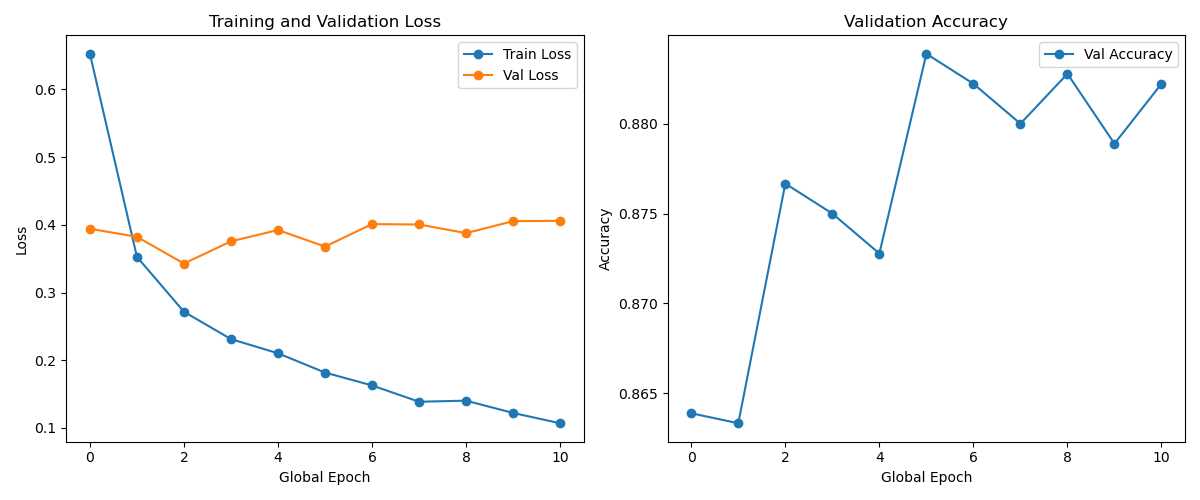 Training and Validation Loss
Train Loss
Val Loss
0.6
0.5
0.4
0.3
0.2
0.1
Loss
0 2 4 6 8 10
Global Epoch
Validation Accuracy
Val Accuracy
0.880
0.875
0.870
0.865
Accuracy
0 2 4 6 8 10
Global Epoch